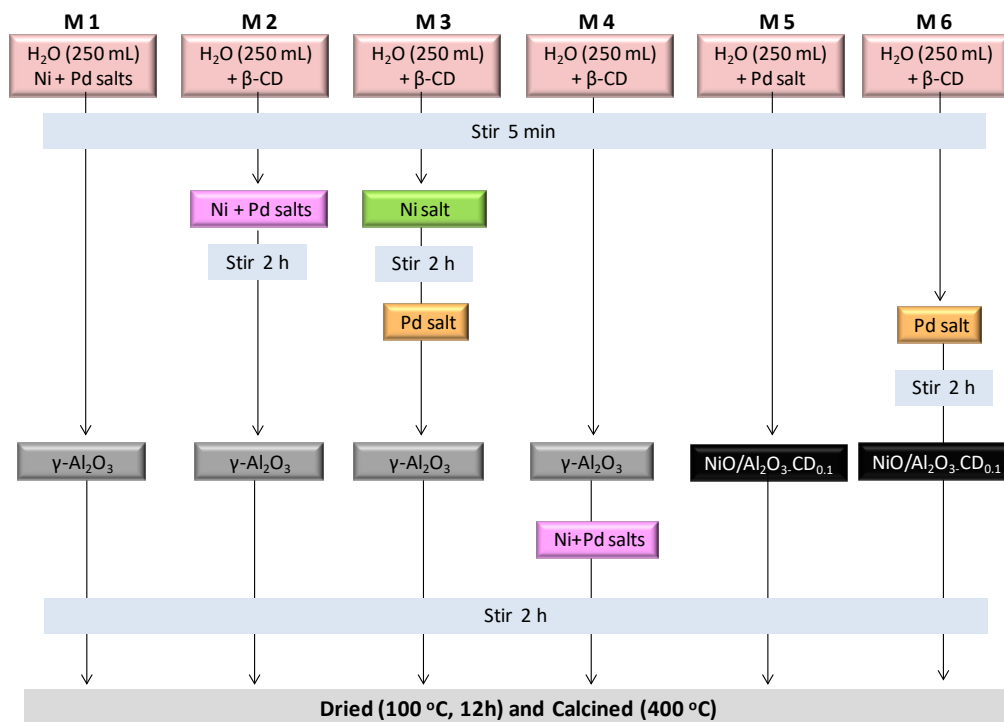 M 1 M 2 M 3 M 4 M 5 M 6
H₂O (250 mL)
Ni + Pd salts
H₂O (250 mL)
+ β-CD
H₂O (250 mL)
+ β-CD
H₂O (250 mL)
+ β-CD
H₂O (250 mL)
+ Pd salt
H₂O (250 mL)
+ β-CD
Stir 5 min
Ni + Pd salts
Ni salt
Stir 2 h
Stir 2 h
Pd salt
Pd salt
Stir 2 h
γ-Al₂O₃
γ-Al₂O₃
γ-Al₂O₃
γ-Al₂O₃
NiO/Al₂O₃-CD₀.₁
NiO/Al₂O₃-CD₀.₁
Ni+Pd salts
Stir 2 h
Dried (100 °C, 12h) and Calcined (400 °C)